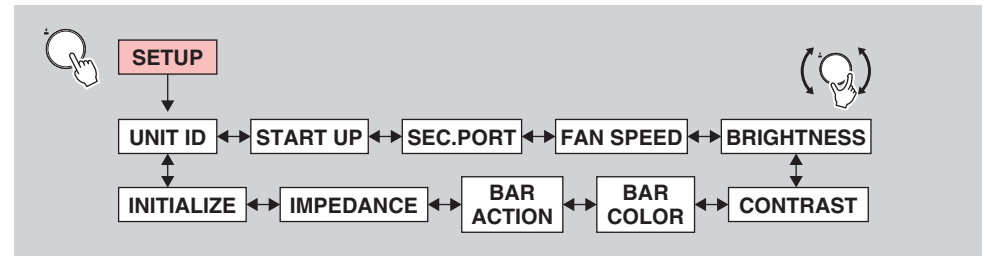 SETUP
UNIT ID START UP SEC.PORT FAN SPEED BRIGHTNESS
INITIALIZE IMPEDANCE BAR ACTION BAR COLOR CONTRAST